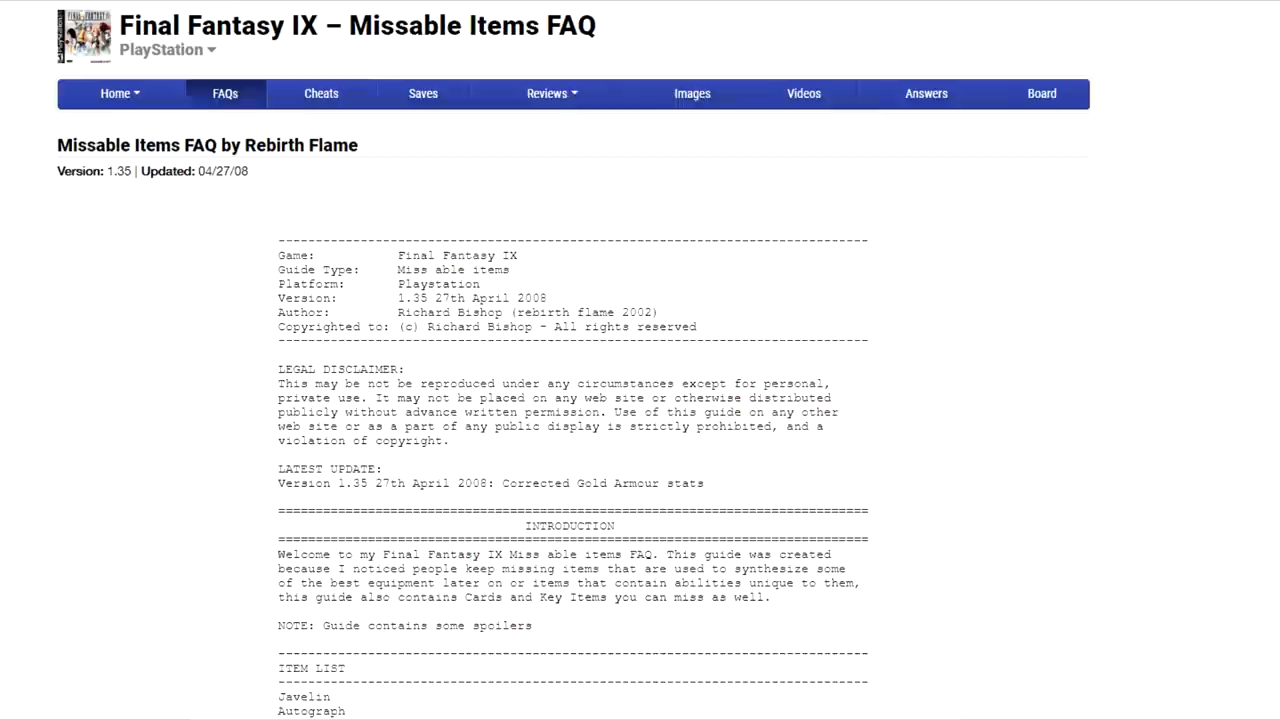 Final Fantasy IX – Missable Items FAQ
PlayStation
Home FAQs Cheats Saves Reviews Images Videos Answers Board
Missable Items FAQ by Rebirth Flame
Version: 1.35 | Updated: 04/27/08
-------------------------------------------------------------------------------
Game: Final Fantasy IX
Guide Type: Miss able items
Platform: Playstation
Version: 1.35 27th April 2008
Author: Richard Bishop (rebirth flame 2002)
Copyrighted to: (c) Richard Bishop - All rights reserved
-------------------------------------------------------------------------------
LEGAL DISCLAIMER:
This may be not be reproduced under any circumstances except for personal,
private use. It may not be placed on any web site or otherwise distributed
publicly without advance written permission. Use of this guide on any other
web site or as a part of any public display is strictly prohibited, and a
violation of copyright.
LATEST UPDATE:
Version 1.35 27th April 2008: Corrected Gold Armour stats
===============================================================================
INTRODUCTION
===============================================================================
Welcome to my Final Fantasy IX Miss able items FAQ. This guide was created
because I noticed people keep missing items that are used to synthesize some
of the best equipment later on or items that contain abilities unique to them,
this guide also contains Cards and Key Items you can miss as well.
NOTE: Guide contains some spoilers
-------------------------------------------------------------------------------
ITEM LIST
-------------------------------------------------------------------------------
Javelin
Autograph